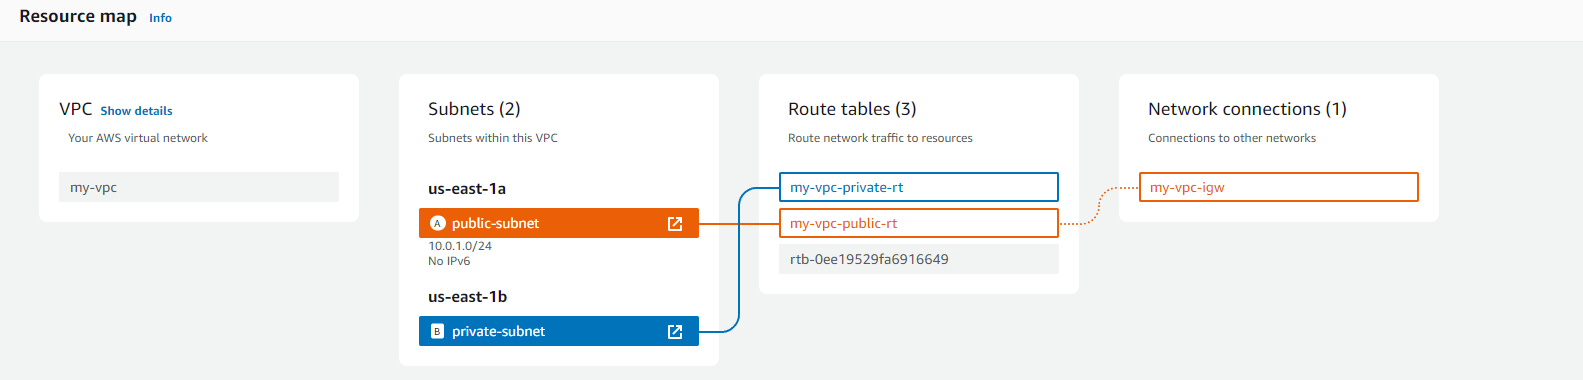 Resource map Info
VPC Show details
Your AWS virtual network
my-vpc
Subnets (2)
Subnets within this VPC
us-east-1a
A public-subnet
10.0.1.0/24
No IPv6
us-east-1b
B private-subnet
Route tables (3)
Route network traffic to resources
my-vpc-private-rt
my-vpc-public-rt
rtb-0ee19529fa6916649
Network connections (1)
Connections to other networks
my-vpc-igw